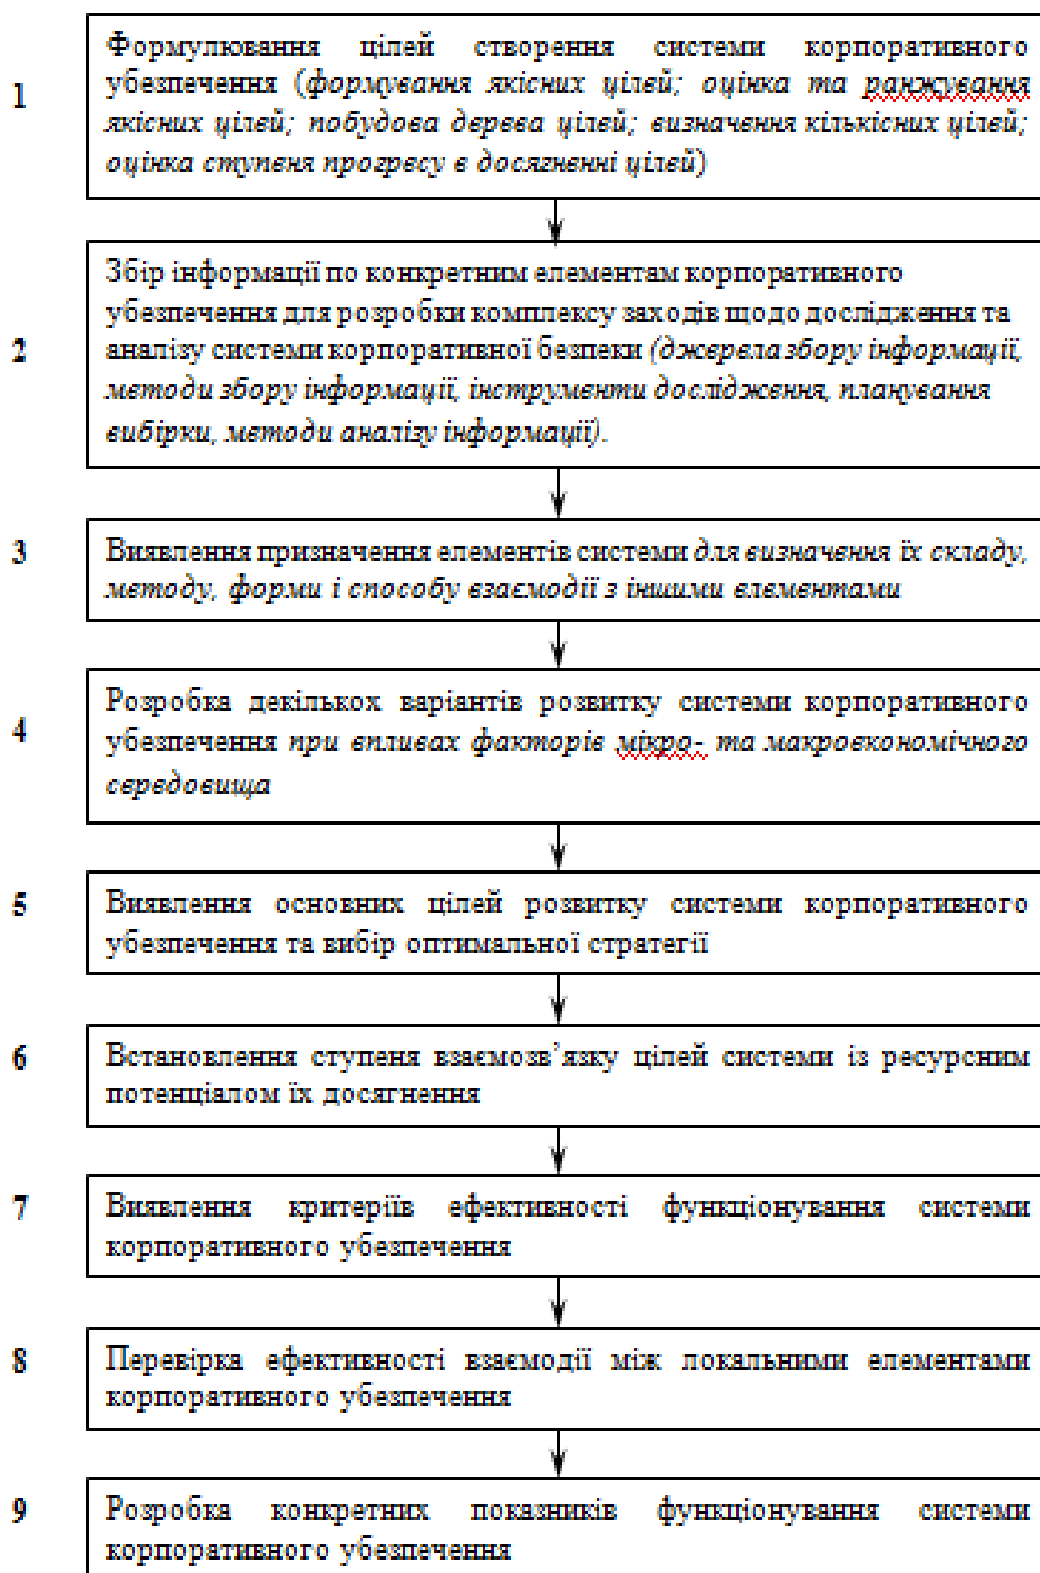 Формулювання цілей створення системи корпоративного
1 убезпечення (формування якісних цілей; оцінка та ранжування
якісних цілей; побудова дерева цілей; визначення кількісних цілей;
оцінка ступеня прогресу в досягненні цілей)
Збір інформації по конкретним елементам корпоративного
убезпечення для розробки комплексу заходів щодо дослідження та
2 аналізу системи корпоративної безпеки (джерела збору інформації,
методи збору інформації, інструменти дослідження, планування
вибірки, методи аналізу інформації).
3 Виявлення призначення елементів системи для визначення їх складу,
методу, форми і способу взаємодії з іншими елементами
Розробка декількох варіантів розвитку системи корпоративного
4 убезпечення при впливах факторів мікро- та макроекономічного
середовища
5 Виявлення основних цілей розвитку системи корпоративного
убезпечення та вибір оптимальної стратегії
6 Встановлення ступеня взаємозв’язку цілей системи із ресурсним
потенціалом їх досягнення
7 Виявлення критеріїв ефективності функціонування системи
корпоративного убезпечення
8 Перевірка ефективності взаємодії між локальними елементами
корпоративного убезпечення
9 Розробка конкретних показників функціонування системи
корпоративного убезпечення